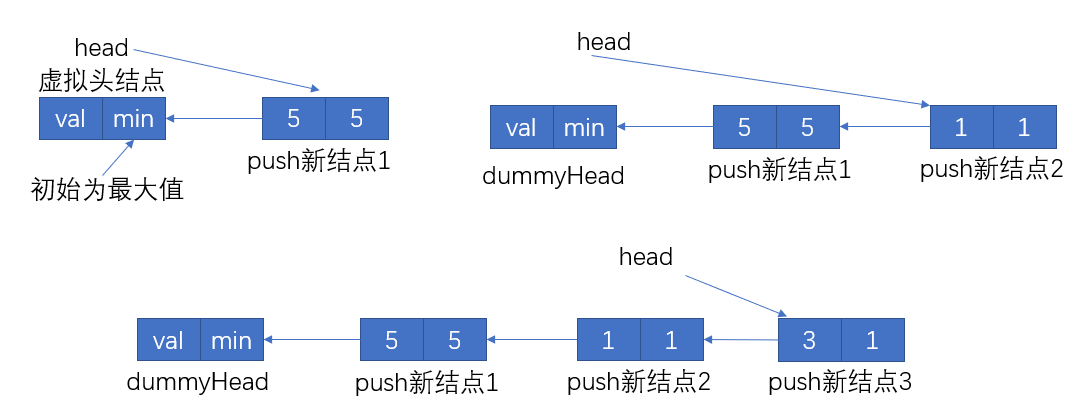 head
虚拟头结点
val min
5 5
push新结点1
初始为最大值
head
val min
5 5
1 1
dummyHead
push新结点1
push新结点2
head
val min
5 5
1 1
3 1
dummyHead
push新结点1
push新结点2
push新结点3